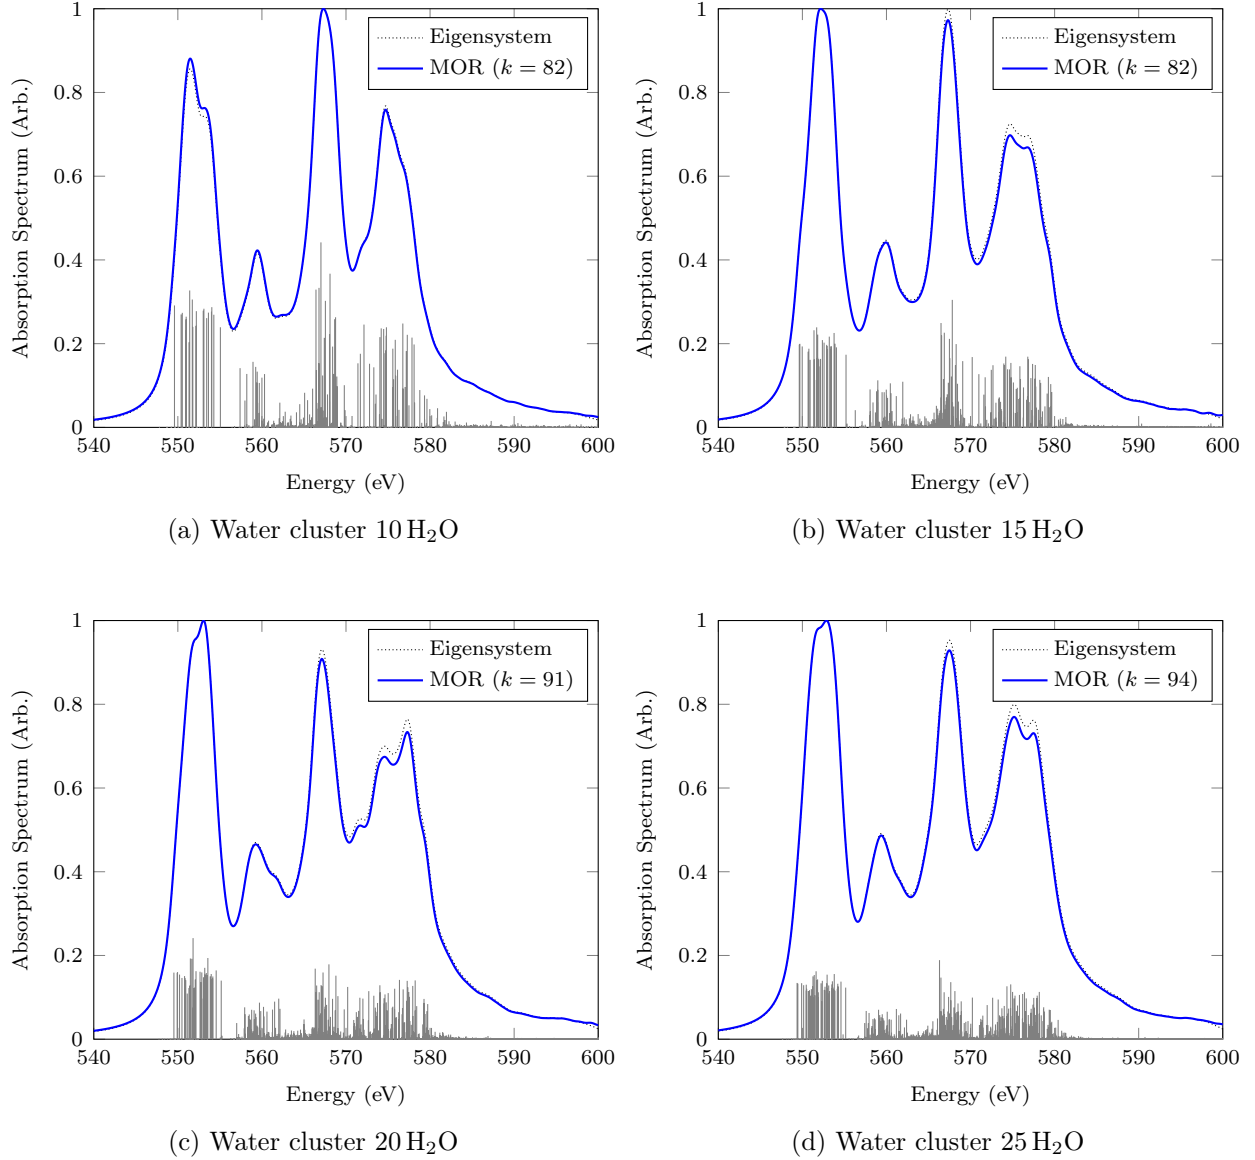 1
0.8
0.6
0.4
0.2
0
540 550 560 570 580 590 600
Absorption Spectrum (Arb.)
Energy (eV)
Eigensystem
MOR (k = 82)
(a) Water cluster 10 H₂O
1
0.8
0.6
0.4
0.2
0
540 550 560 570 580 590 600
Absorption Spectrum (Arb.)
Energy (eV)
Eigensystem
MOR (k = 82)
(b) Water cluster 15 H₂O
1
0.8
0.6
0.4
0.2
0
540 550 560 570 580 590 600
Absorption Spectrum (Arb.)
Energy (eV)
Eigensystem
MOR (k = 91)
(c) Water cluster 20 H₂O
1
0.8
0.6
0.4
0.2
0
540 550 560 570 580 590 600
Absorption Spectrum (Arb.)
Energy (eV)
Eigensystem
MOR (k = 94)
(d) Water cluster 25 H₂O